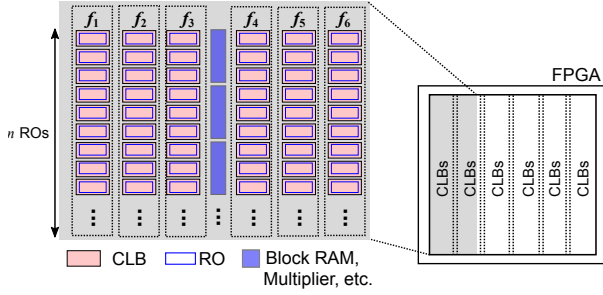 f1 f2 f3 f4 f5 f6
n ROs
FPGA
CLBs CLBs CLBs CLBs CLBs CLBs
CLB RO Block RAM,
Multiplier, etc.